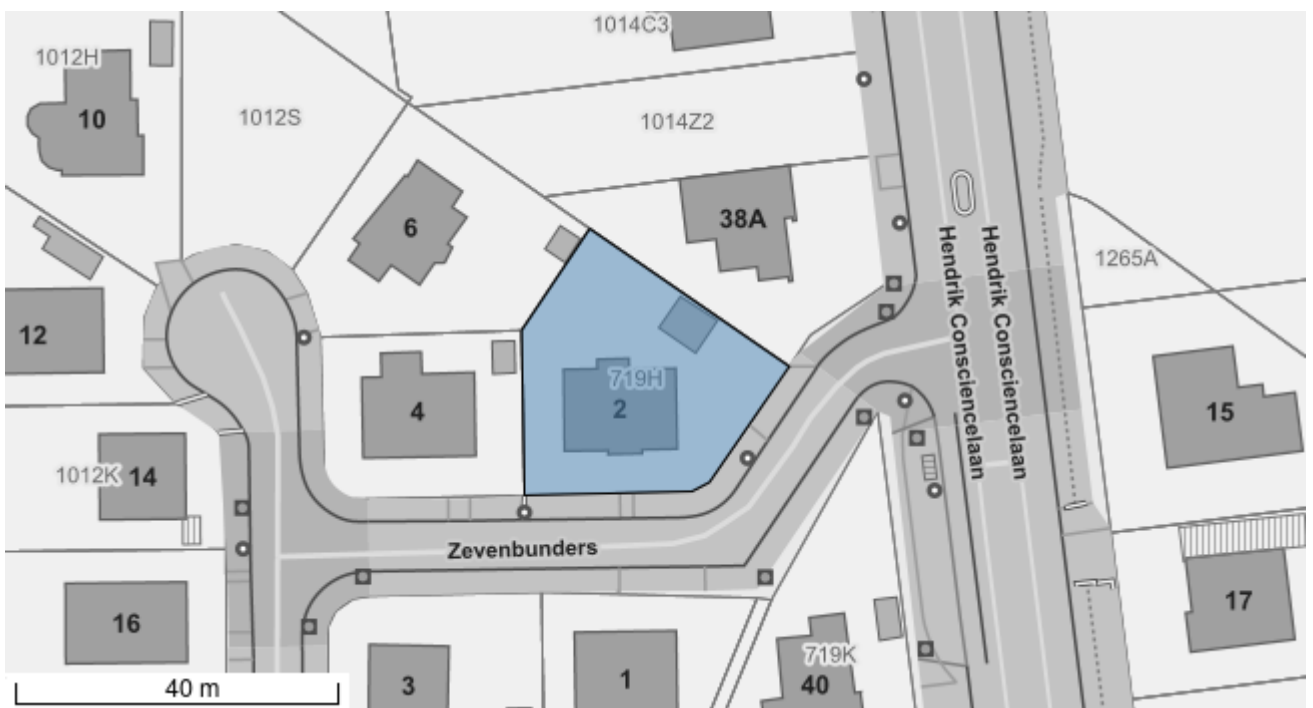 1014C3
1012H
10
1012S
1014Z2
6
38A
Hendrik Consciencelaan
Hendrik Consciencelaan
1265A
12
719H
4
2
15
1012K
14
Zevenbunders
17
16
719K
3
1
40
40 m